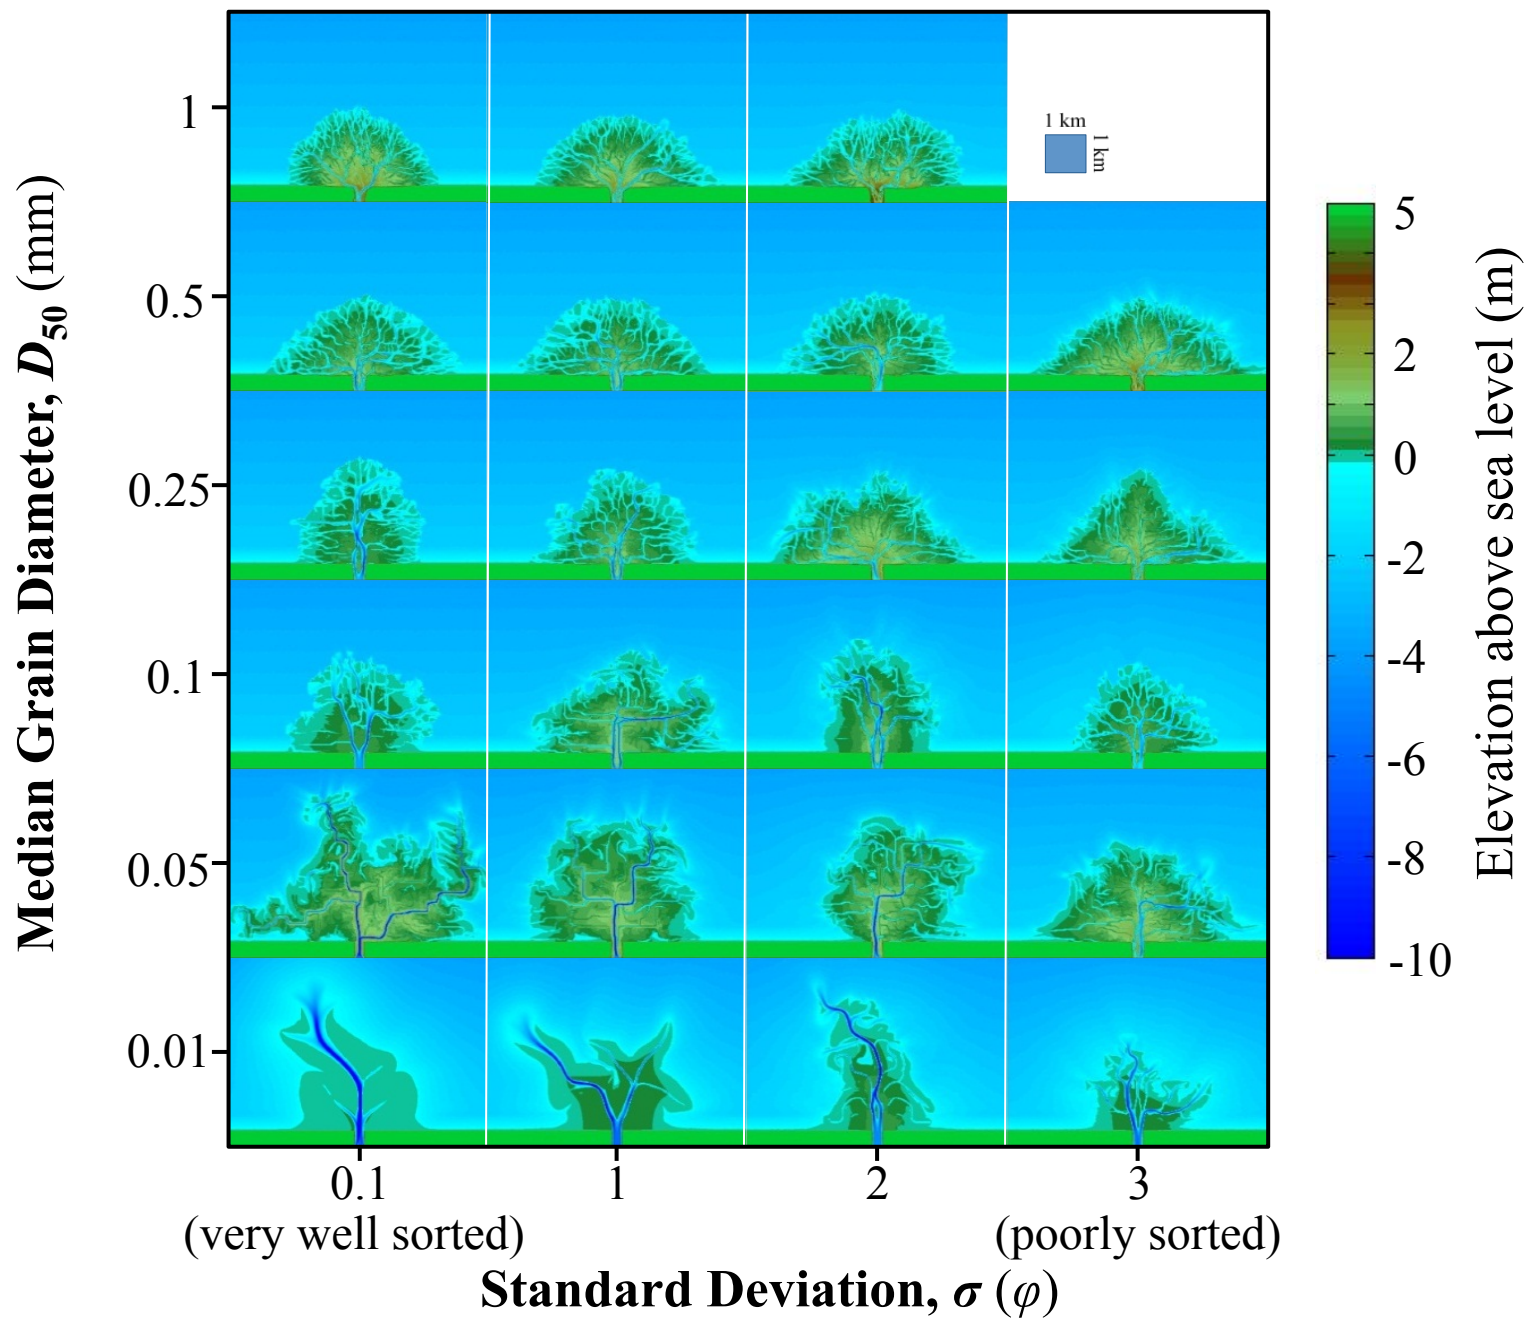 Median Grain Diameter, D50 (mm)
1
0.5
0.25
0.1
0.05
0.01
1 km
1 km
5
2
0
-2
-4
-6
-8
-10
Elevation above sea level (m)
0.1
1
2
3
(very well sorted)
(poorly sorted)
Standard Deviation, σ (φ)